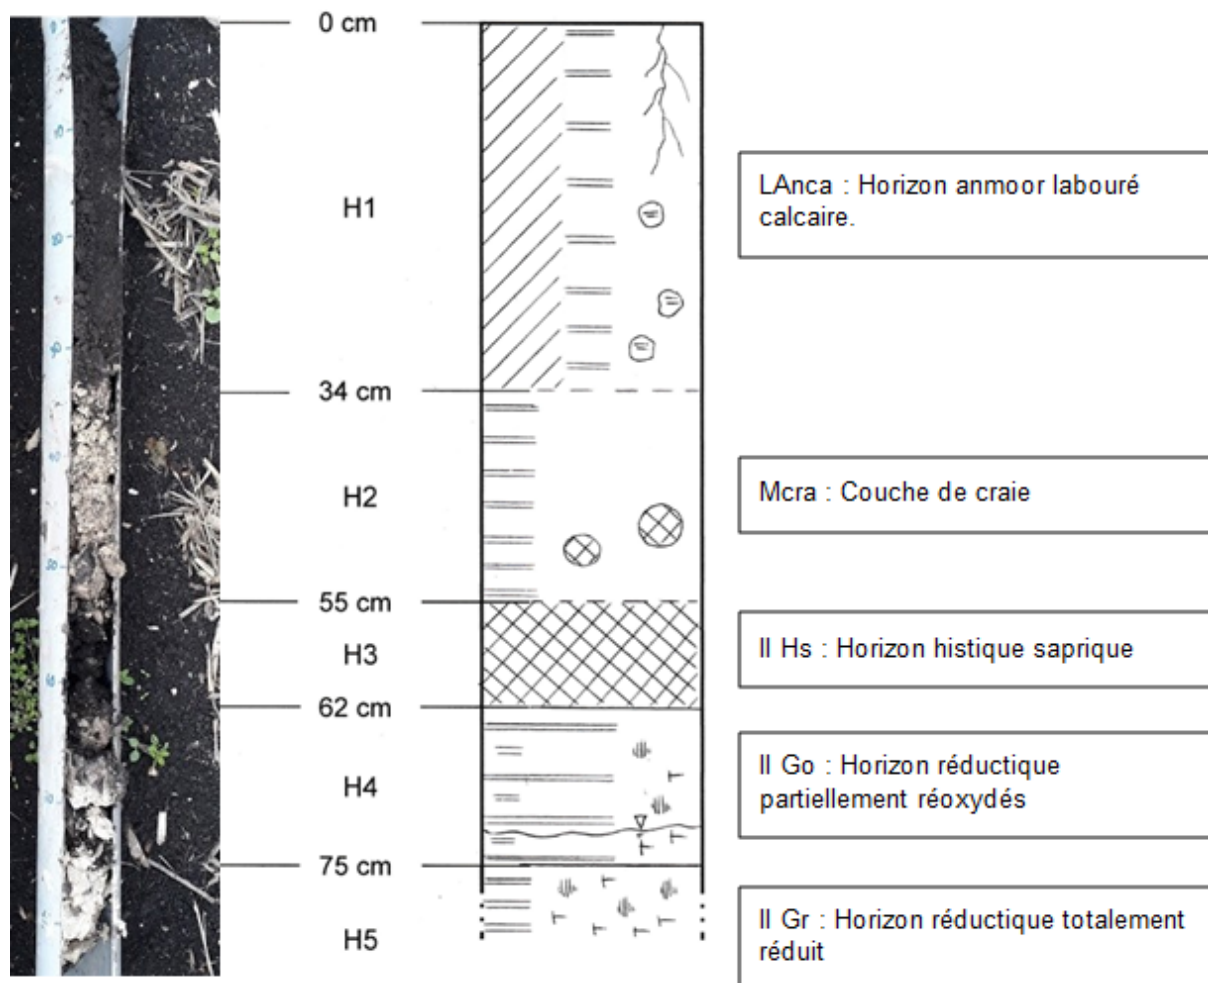 0 cm
H1
LAnca : Horizon anmoor labouré
calcaire.
34 cm
H2
Mcra : Couche de craie
55 cm
H3
II Hs : Horizon histique saprique
62 cm
H4
II Go : Horizon réductique
partiellement réoxydés
75 cm
H5
II Gr : Horizon réductique totalement
réduit